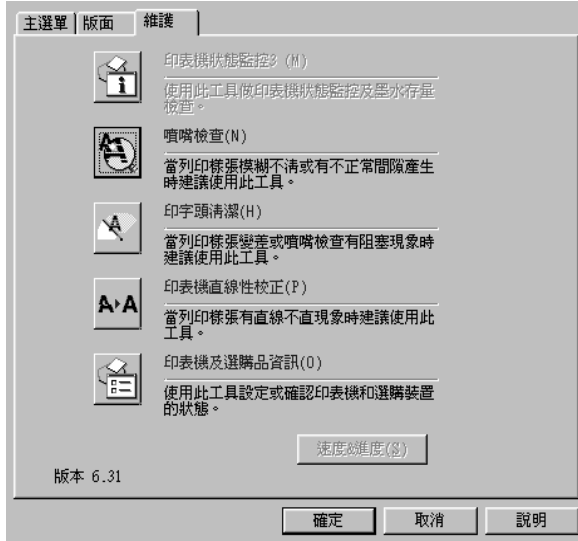 主選單 版面 維護
印表機狀態監控3 (M)
使用此工具做印表機狀態監控及墨水存量
檢查。
噴嘴檢查(N)
當列印樣張模糊不清或有不正常間隙產生
時建議使用此工具。
印字頭清潔(H)
當列印樣張變差或噴嘴檢查有阻塞現象時
建議使用此工具。
印表機直線性校正(P)
當列印樣張有直線不直現象時建議使用此
工具。
印表機及選購品資訊(O)
使用此工具設定或確認印表機和選購裝置
的狀態。
速度&進度(S)
版本 6.31
確定 取消 說明